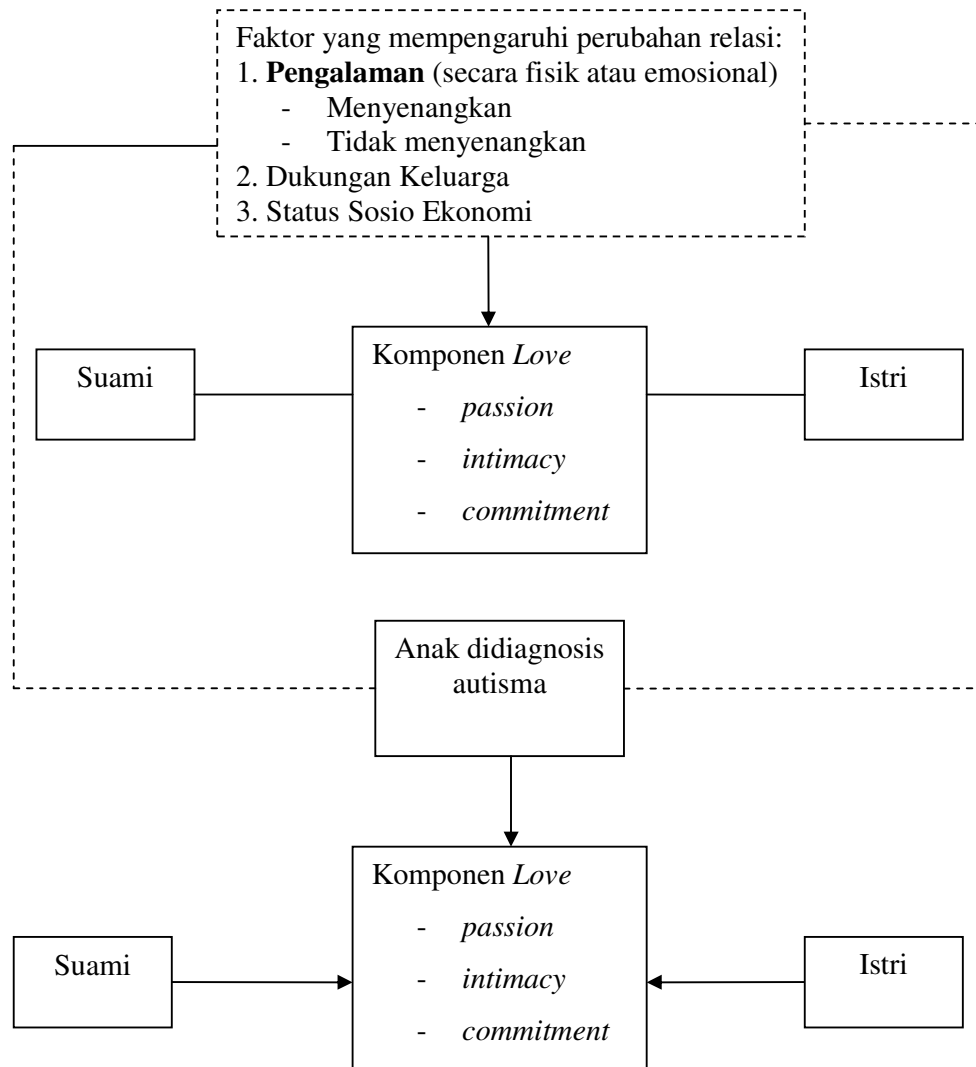 Faktor yang mempengaruhi perubahan relasi:
1. Pengalaman (secara fisik atau emosional)
- Menyenangkan
- Tidak menyenangkan
2. Dukungan Keluarga
3. Status Sosio Ekonomi
Suami
Komponen Love
- passion
- intimacy
- commitment
Istri
Anak didiagnosis
autisma
Suami
Komponen Love
- passion
- intimacy
- commitment
Istri